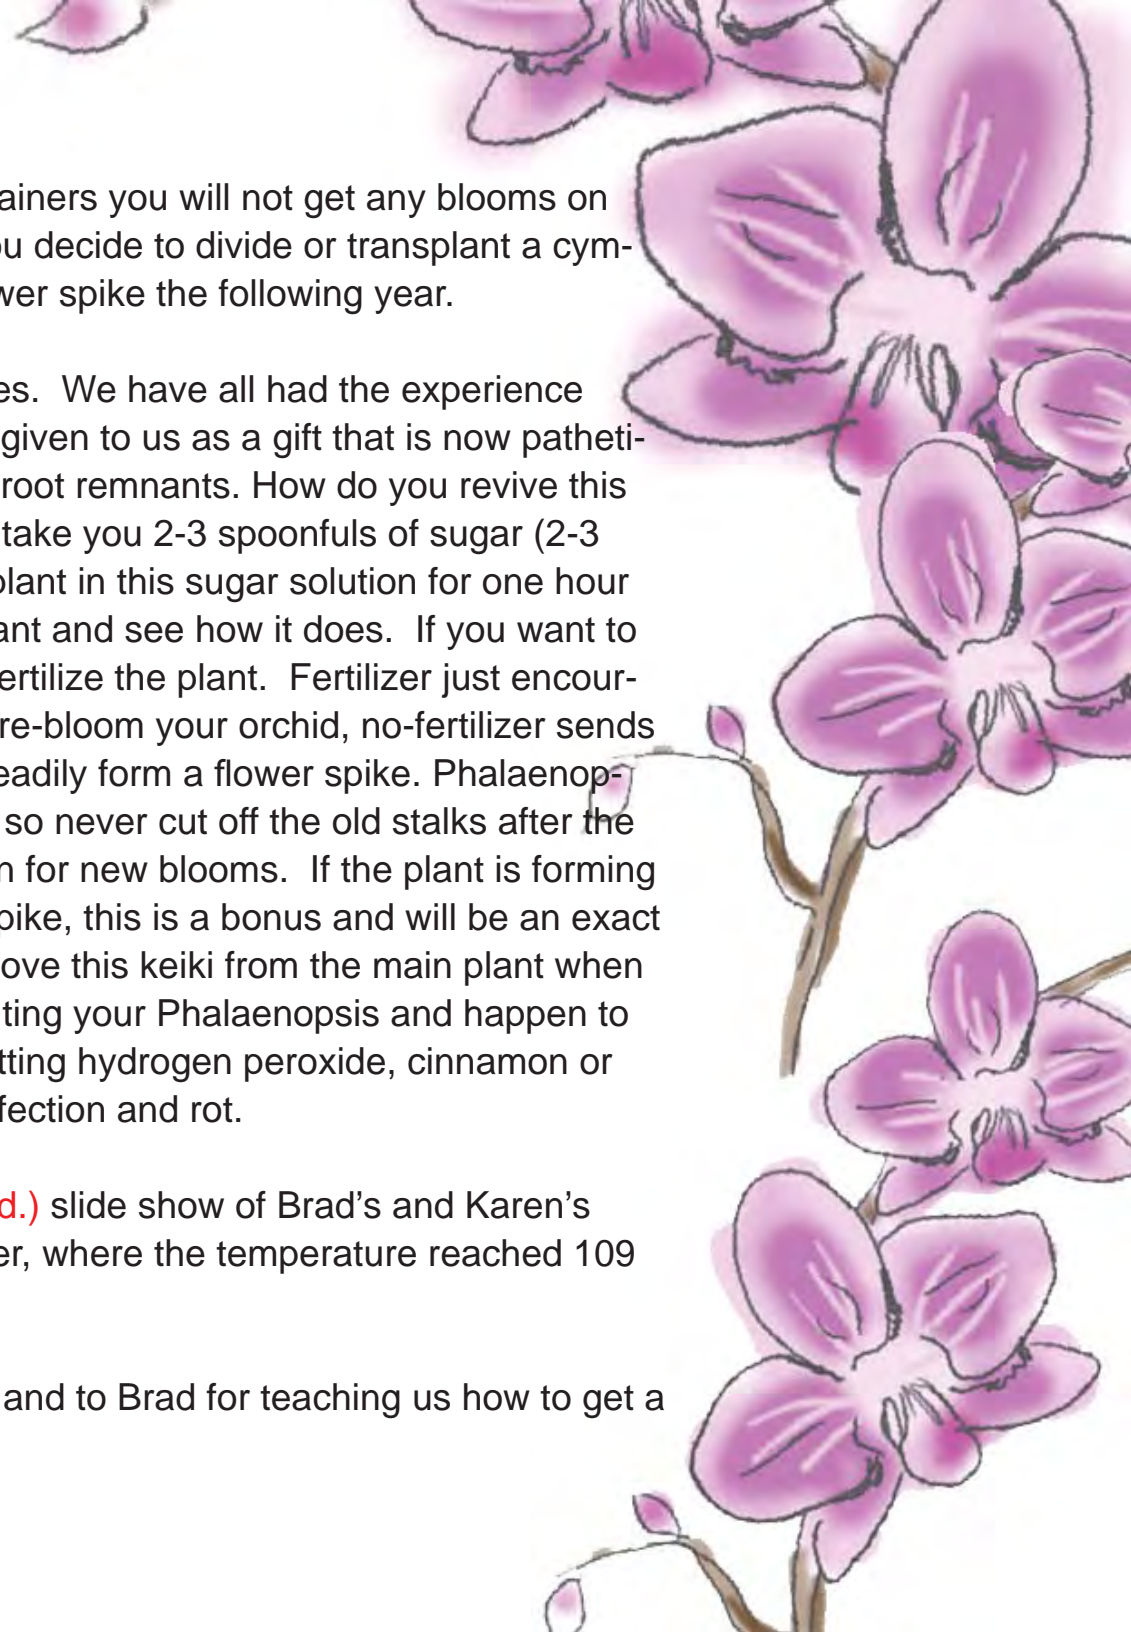 ainers you will not get any blooms on
ou decide to divide or transplant a cym-
wer spike the following year.
es.  We have all had the experience
given to us as a gift that is now patheti-
root remnants. How do you revive this
take you 2-3 spoonfuls of sugar (2-3
plant in this sugar solution for one hour
ant and see how it does.  If you want to
ertilize the plant.  Fertilizer just encour-
re-bloom your orchid, no-fertilizer sends
eadily form a flower spike. Phalaenop-
so never cut off the old stalks after the
n for new blooms.  If the plant is forming
pike, this is a bonus and will be an exact
ove this keiki from the main plant when
ting your Phalaenopsis and happen to
tting hydrogen peroxide, cinnamon or
fection and rot.
d.) slide show of Brad's and Karen's
er, where the temperature reached 109
and to Brad for teaching us how to get a